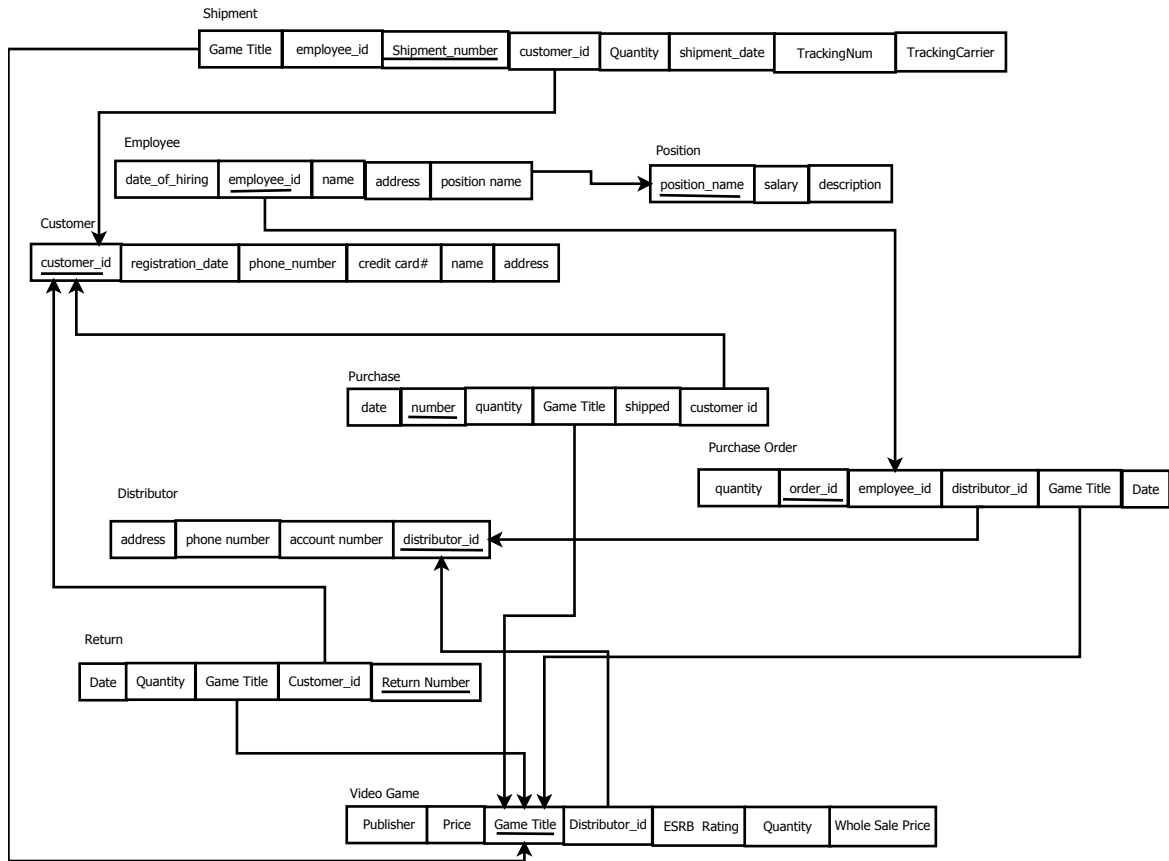 Shipment
Game Title employee_id Shipment_number customer_id Quantity shipment_date TrackingNum TrackingCarrier
Employee
date_of_hiring employee_id name address position name
Position
position_name salary description
Customer
customer_id registration_date phone_number credit card# name address
Purchase
date number quantity Game Title shipped customer id
Purchase Order
quantity order_id employee_id distributor_id Game Title Date
Distributor
address phone number account number distributor_id
Return
Date Quantity Game Title Customer_id Return Number
Video Game
Publisher Price Game Title Distributor_id ESRB Rating Quantity Whole Sale Price